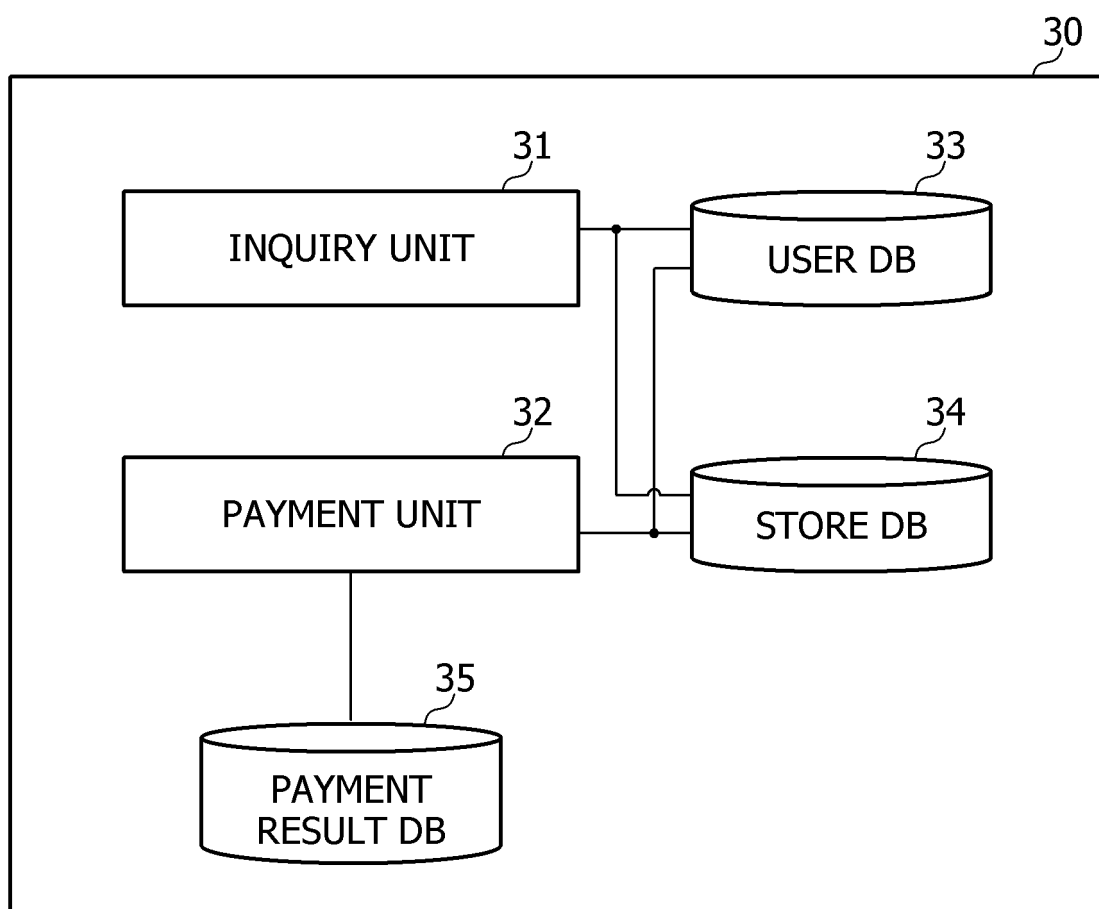 30
31
33
INQUIRY UNIT
USER DB
32
34
PAYMENT UNIT
STORE DB
35
PAYMENT
RESULT DB